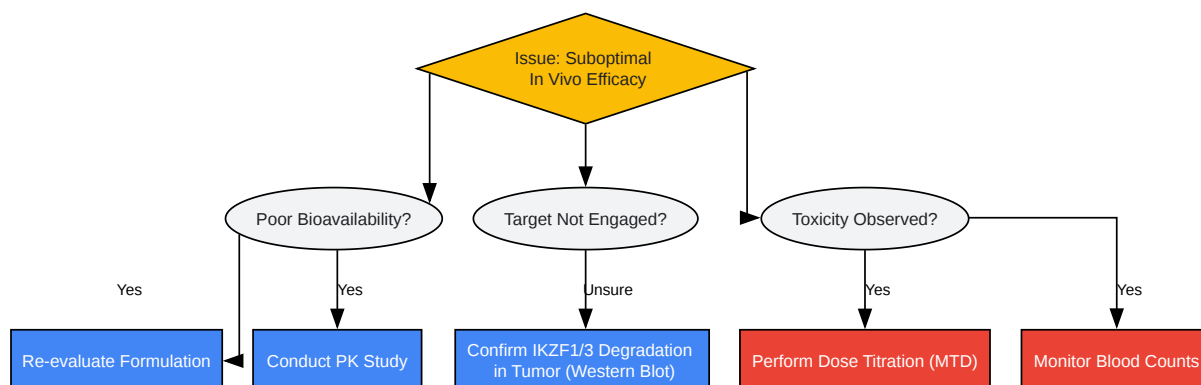 Issue: Suboptimal
In Vivo Efficacy
Poor Bioavailability?
Target Not Engaged?
Toxicity Observed?
Yes
Yes
Unsure
Yes
Yes
Re-evaluate Formulation
Conduct PK Study
Confirm IKZF1/3 Degradation
in Tumor (Western Blot)
Perform Dose Titration (MTD)
Monitor Blood Counts